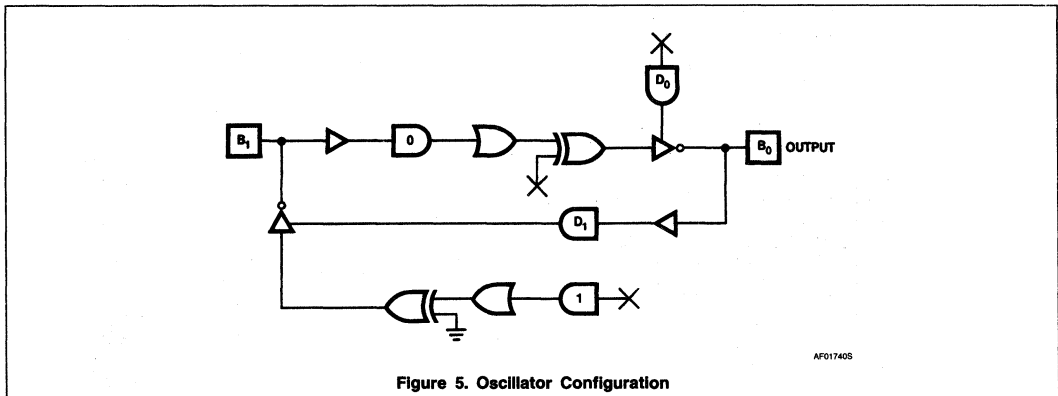 D0
B1
0
B0 OUTPUT
D1
1
AF01740S
Figure 5. Oscillator Configuration